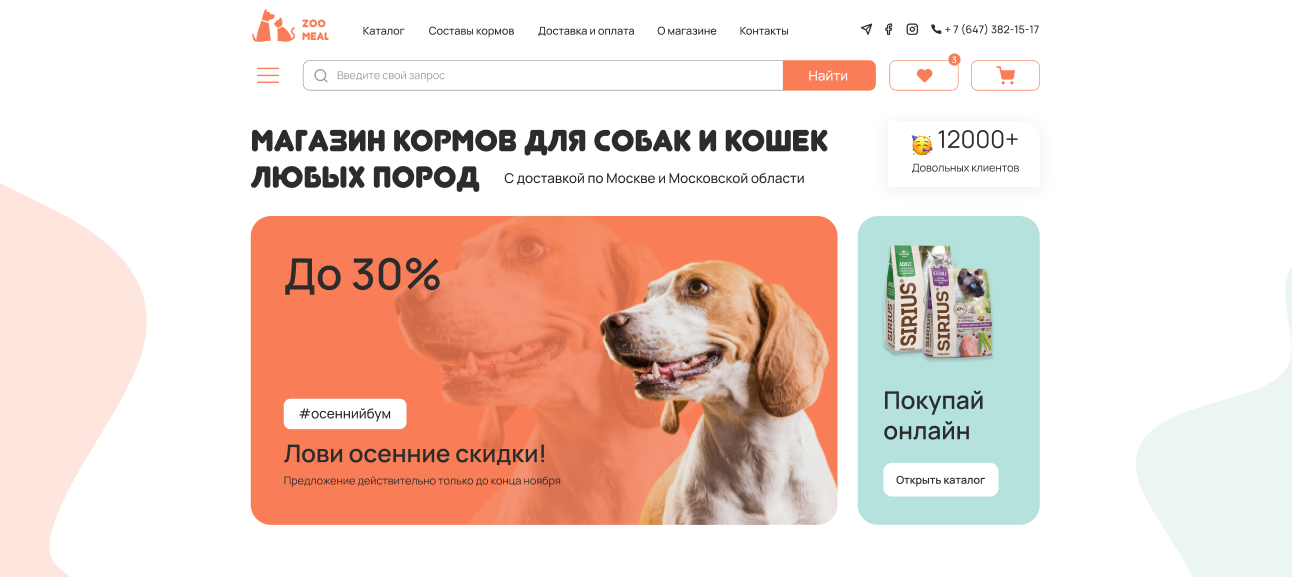 ZOO
MEAL
Каталог
Составы кормов
Доставка и оплата
О магазине
Контакты
+ 7 (647) 382-15-17
Введите свой запрос
Найти
3
МАГАЗИН КОРМОВ ДЛЯ СОБАК И КОШЕК
ЛЮБЫХ ПОРОД
С доставкой по Москве и Московской области
12000+
Довольных клиентов
До 30%
#осеннийбум
Лови осенние скидки!
Предложение действительно только до конца ноября
ADULT
SIRIUS
SIRIUS
SIRIUS
Покупай
онлайн
Открыть каталог